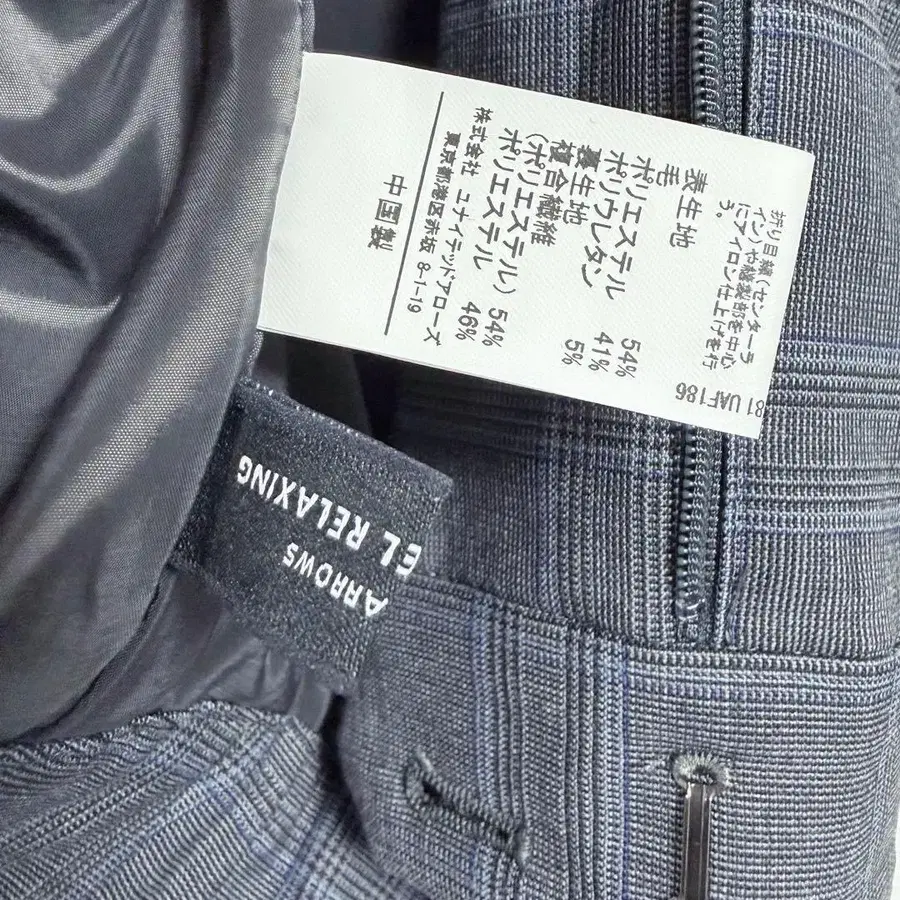 折り目線(センターラ
イン)や縫製部を中心
にアイロン仕上げを行
う。
表生地
毛 54%
ポリエステル 41%
ポリウレタン 5%
裏生地
複合繊維
(ポリエステル) 54%
ポリエステル 46%
株式会社 ユナイテッドアローズ
東京都港区赤坂 8-1-19
中国製
81 UAF186
ARROWS
EL RELAXING